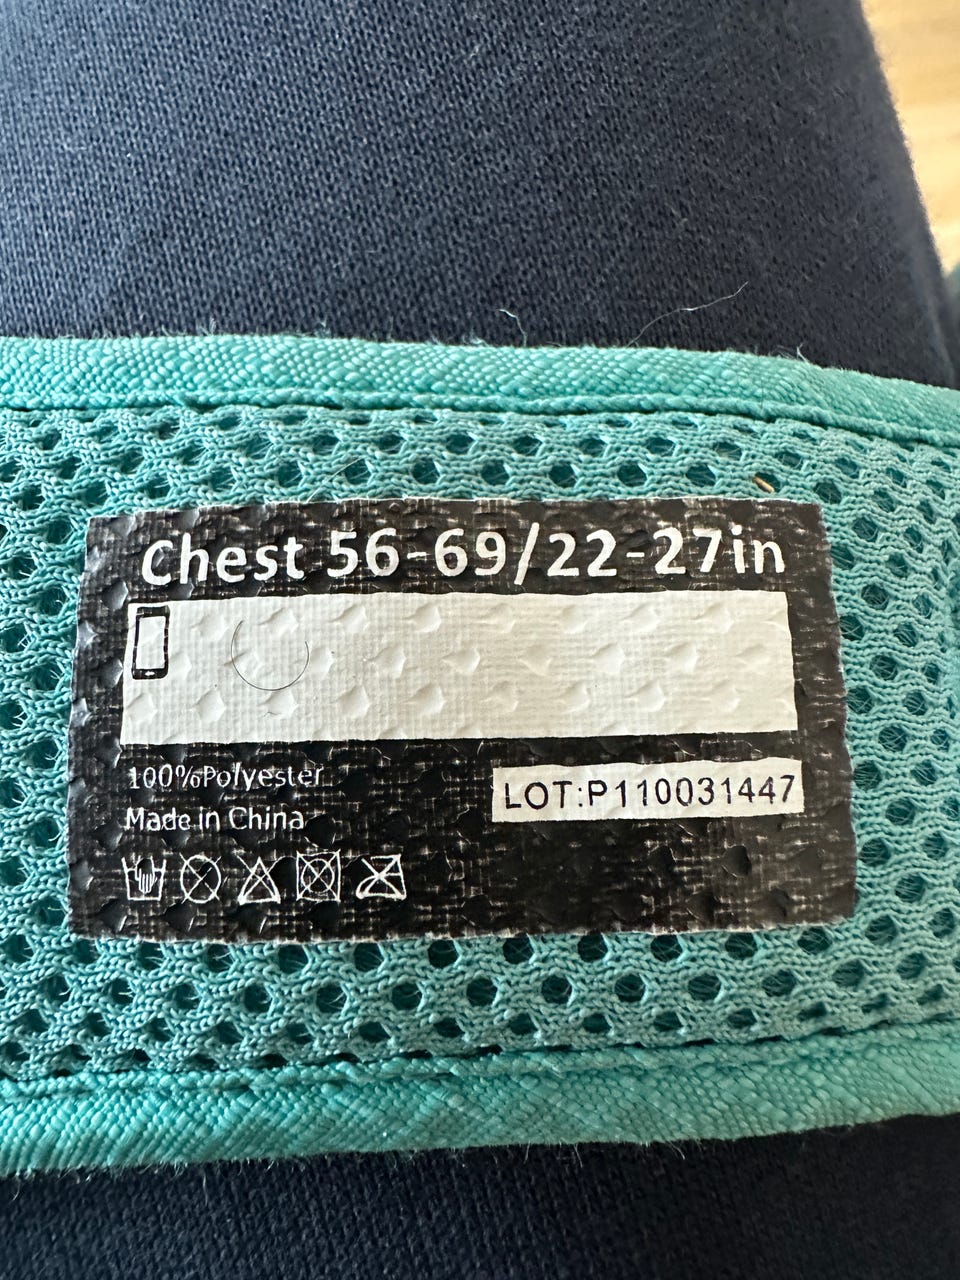 Chest 56-69/22-27in
100%Polyester
Made in China
LOT:P110031447